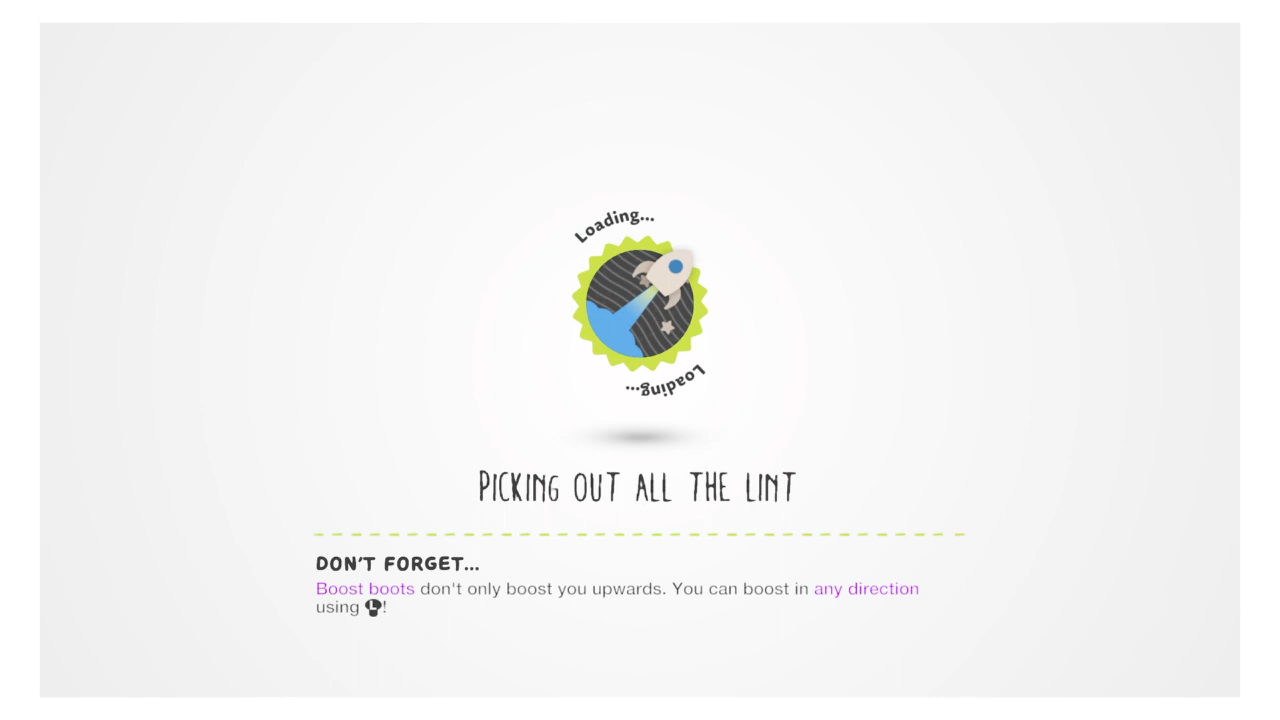 Loading...
Loading...
PICKING OUT ALL THE LINT
DON'T FORGET...
Boost boots don't only boost you upwards. You can boost in any direction
using L!